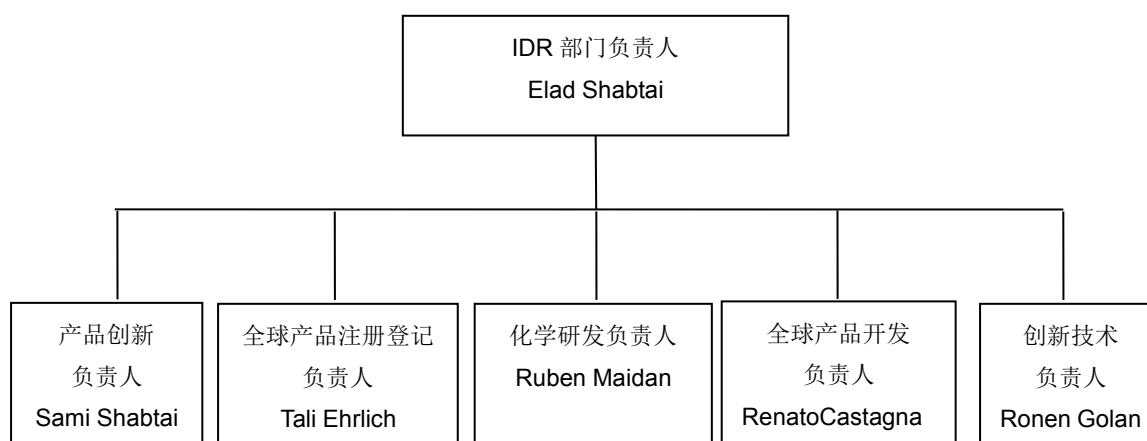 IDR 部门负责人
Elad Shabtai
产品创新
负责人
Sami Shabtai
全球产品注册登记
负责人
Tali Ehrlich
化学研发负责人
Ruben Maidan
全球产品开发
负责人
RenatoCastagna
创新技术
负责人
Ronen Golan